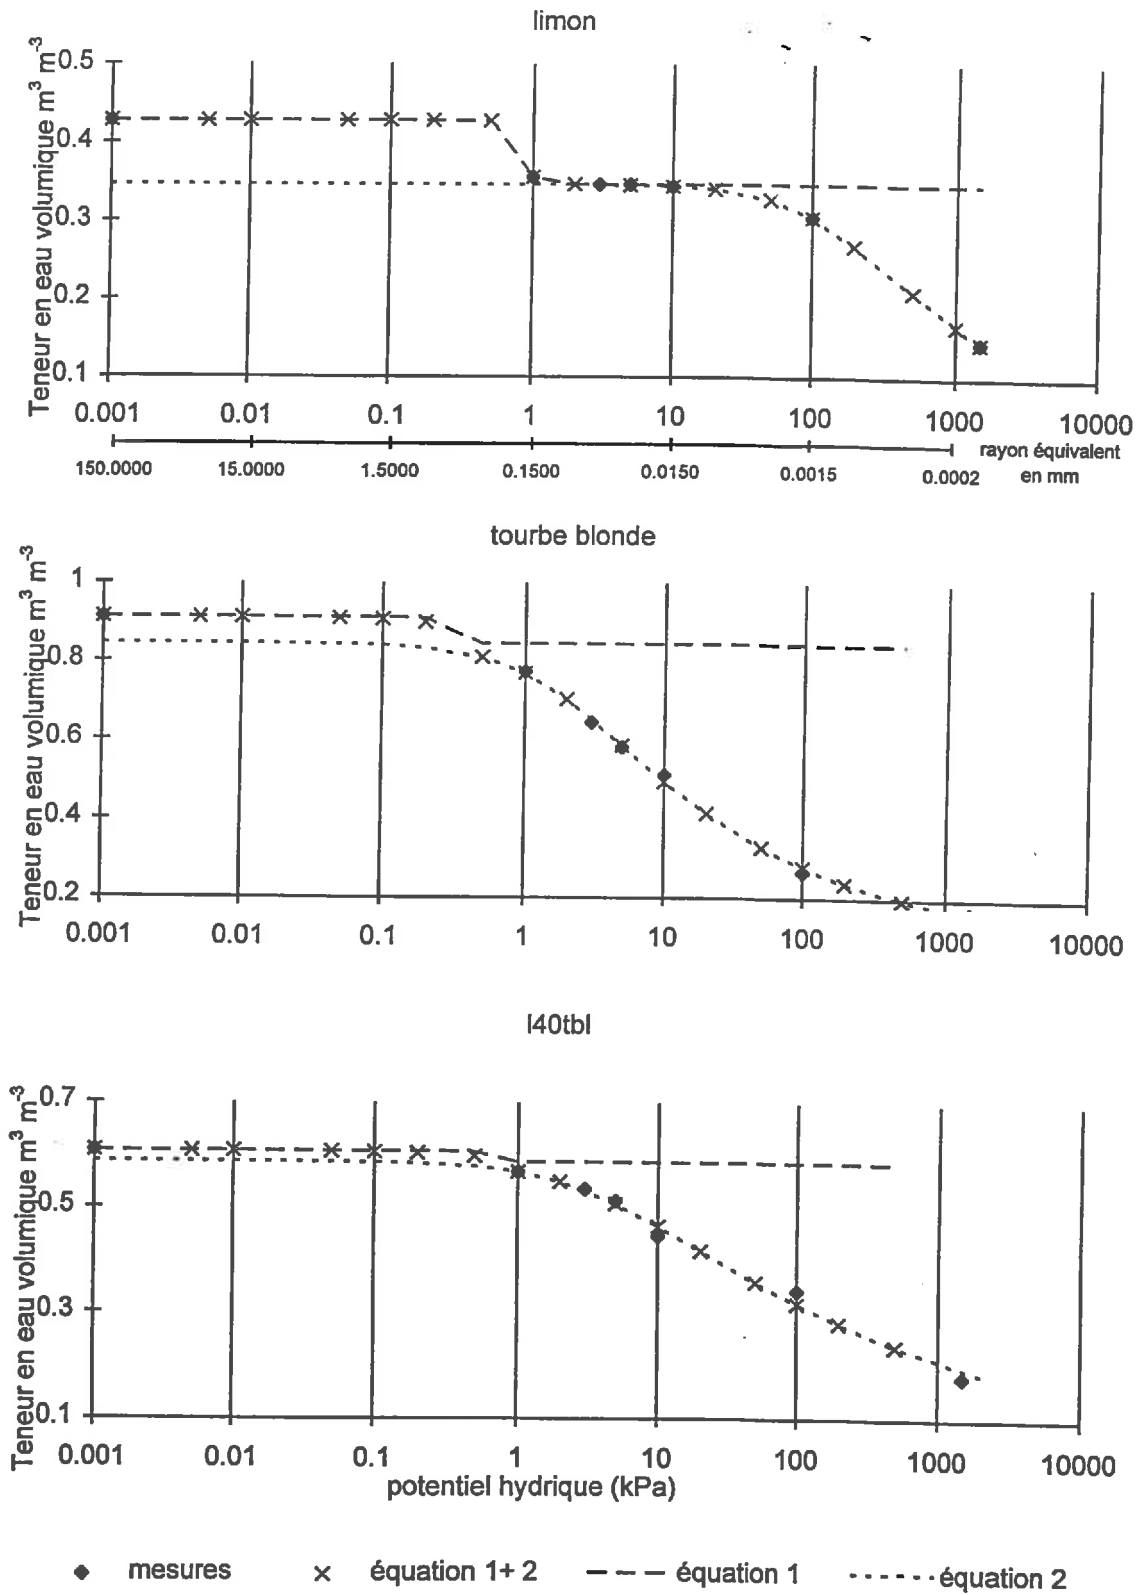 limon
Teneur en eau volumique m³ m⁻³
0.5
0.4
0.3
0.2
0.1
0.001 0.01 0.1 1 10 100 1000 10000
150.0000 15.0000 1.5000 0.1500 0.0150 0.0015 0.0002
rayon équivalent
en mm
tourbe blonde
Teneur en eau volumique m³ m⁻³
1
0.8
0.6
0.4
0.2
0.001 0.01 0.1 1 10 100 1000 10000
l40tbl
Teneur en eau volumique m³ m⁻³
0.7
0.5
0.3
0.1
0.001 0.01 0.1 1 10 100 1000 10000
potentiel hydrique (kPa)
mesures équation 1+ 2 équation 1 équation 2